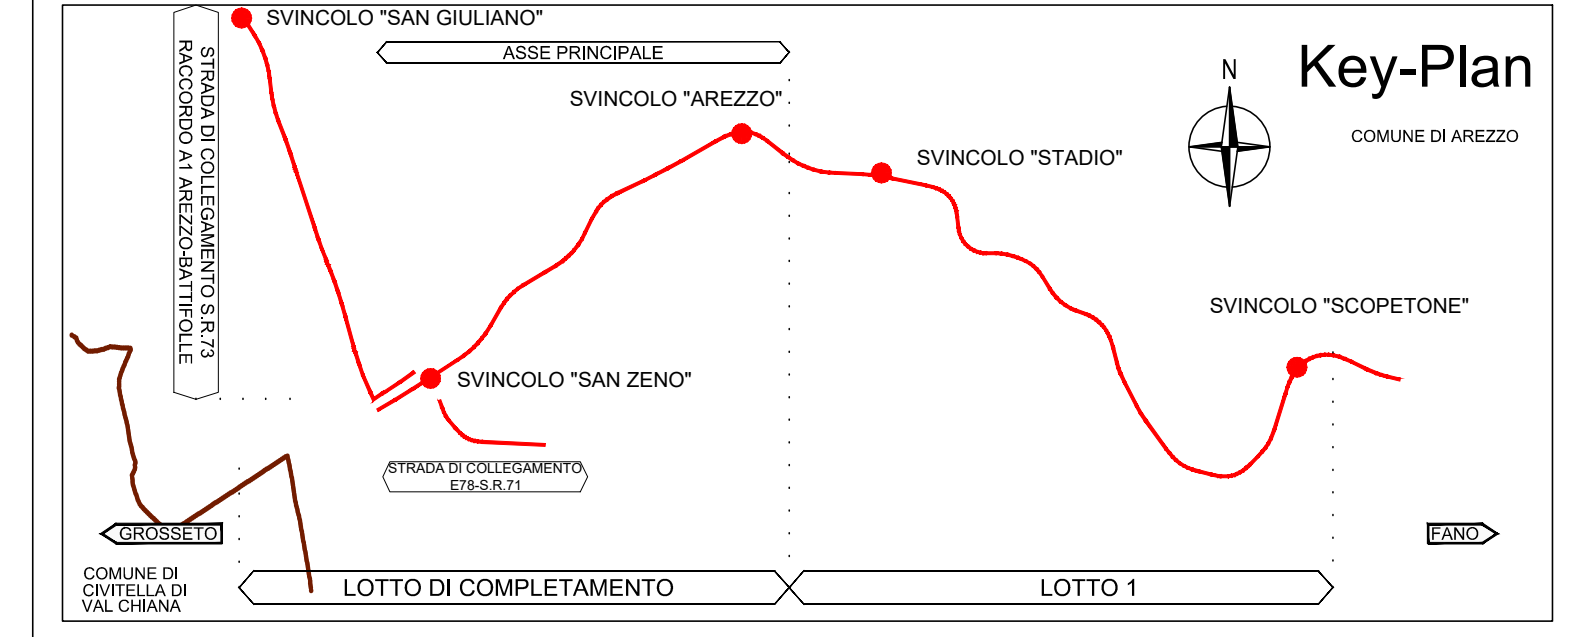 SVINCOLO "SAN GIULIANO"
ASSE PRINCIPALE
Key-Plan
N
SVINCOLO "AREZZO"
COMUNE DI AREZZO
SVINCOLO "STADIO"
STRADA DI COLLEGAMENTO S.R.73
RACCORDO A1 AREZZO-BATTIFOLLE
SVINCOLO "SCOPETONE"
SVINCOLO "SAN ZENO"
STRADA DI COLLEGAMENTO
E78-S.R.71
GROSSETO
FANO
COMUNE DI
CIVITELLA DI
VAL CHIANA
LOTTO DI COMPLETAMENTO
LOTTO 1